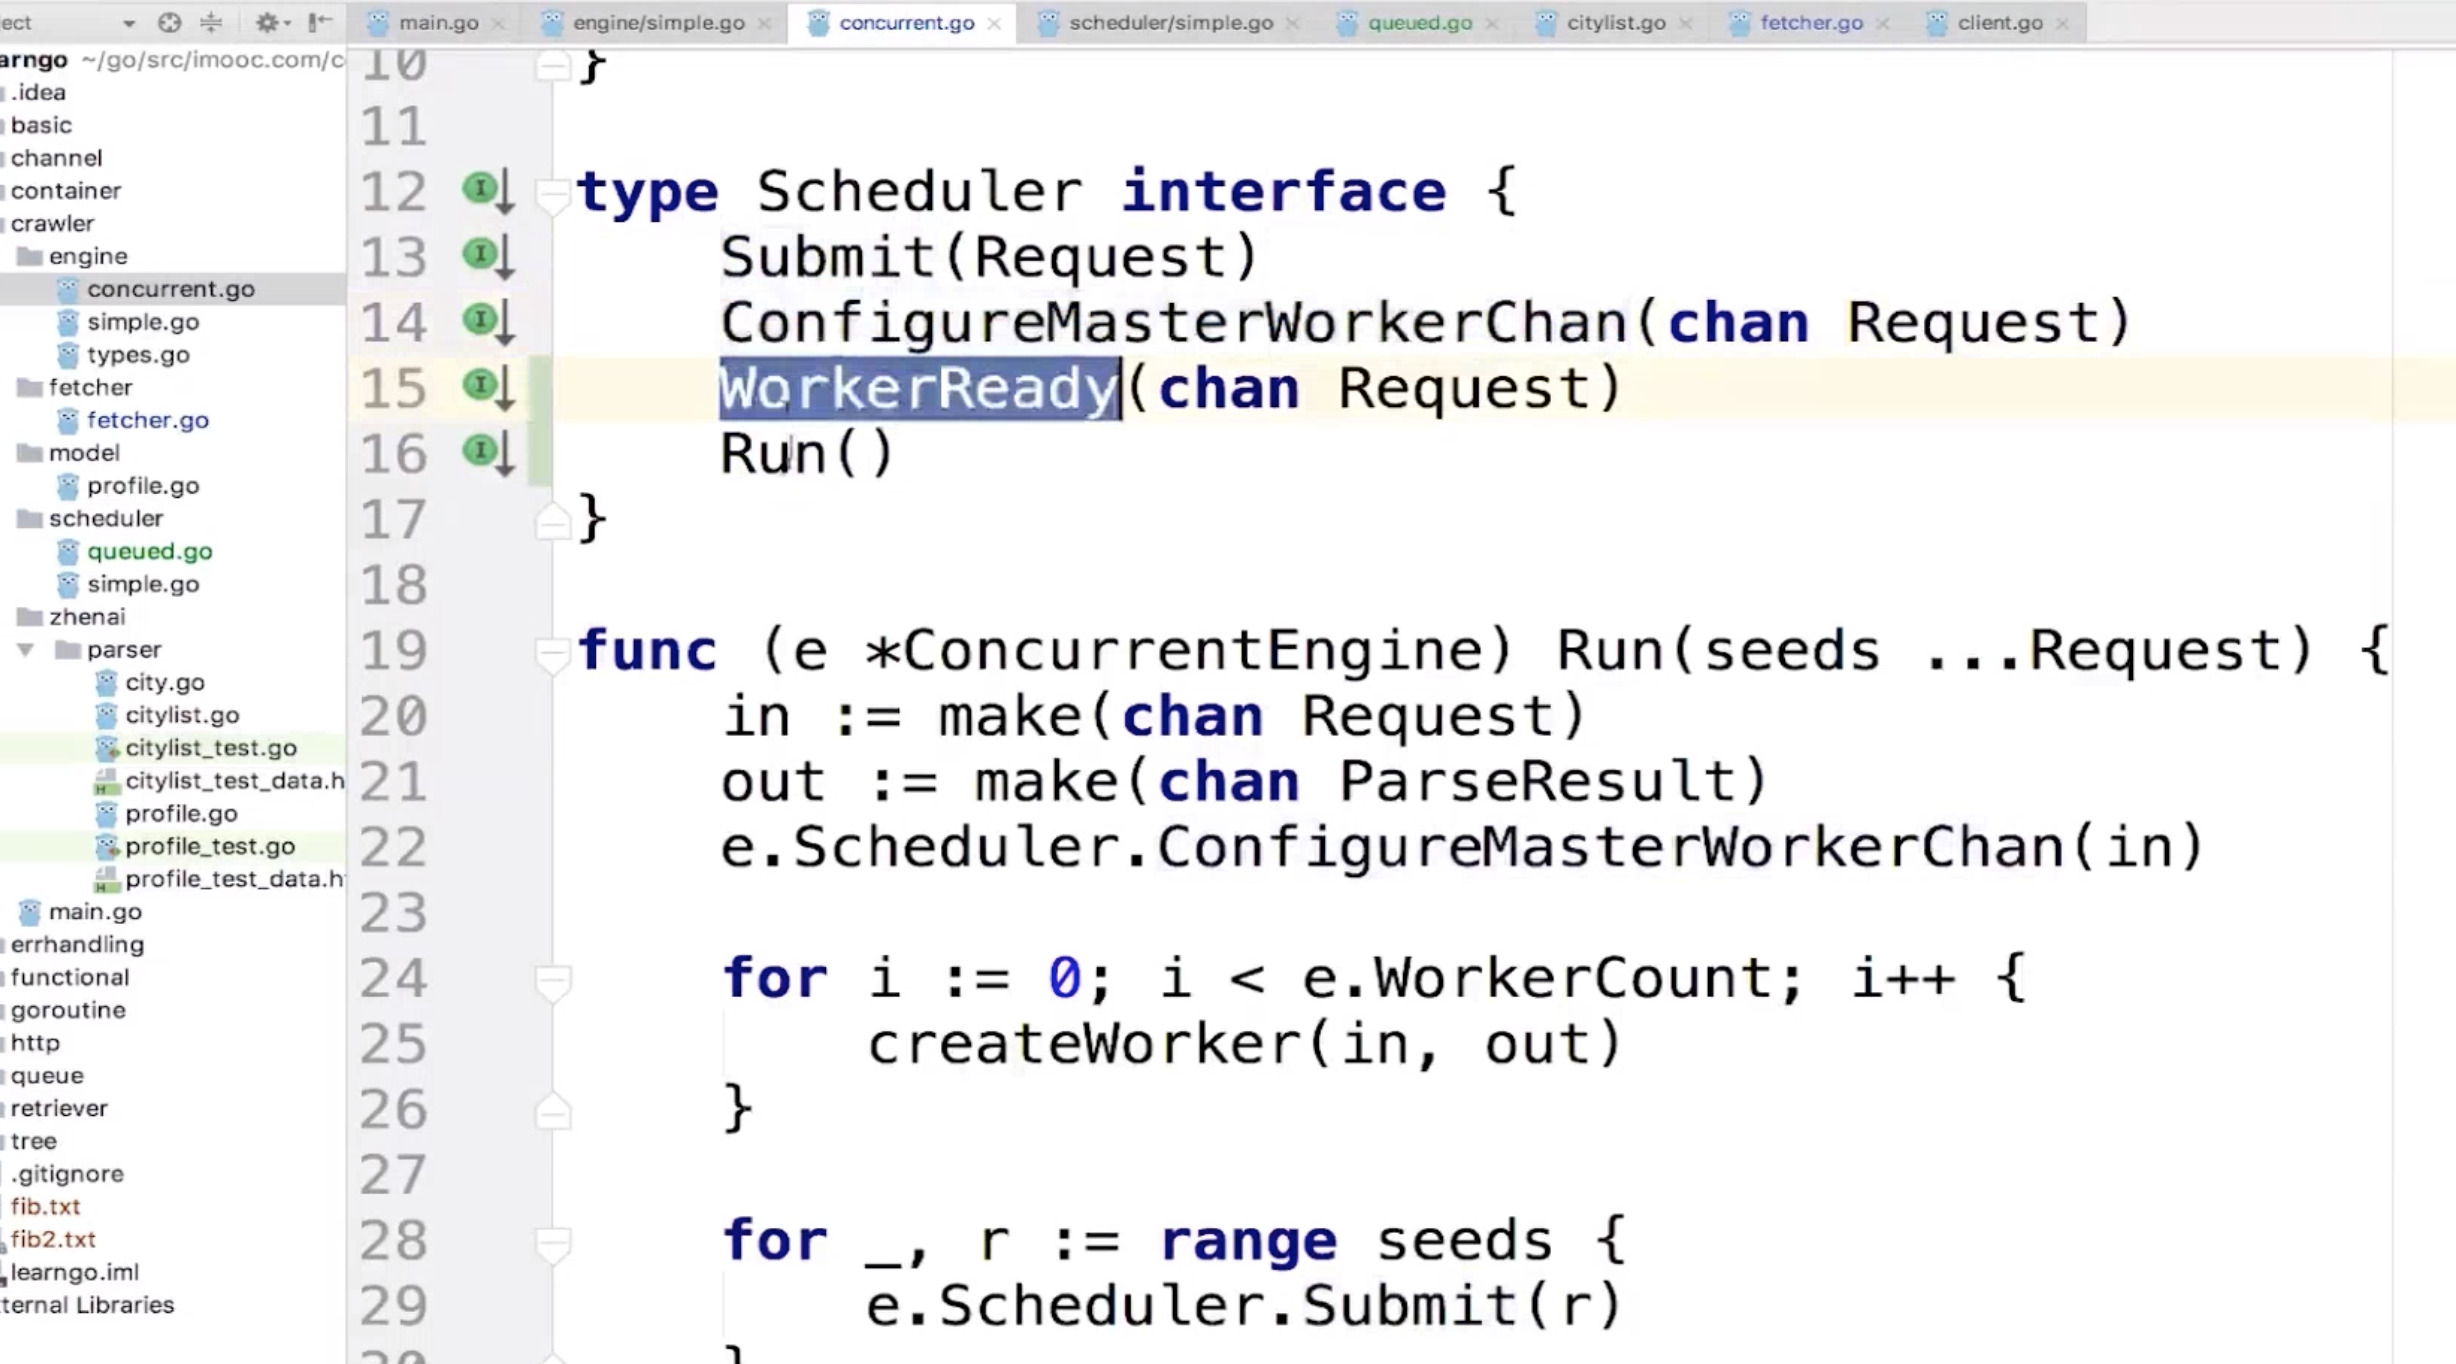 ject
main.go
engine/simple.go
concurrent.go
scheduler/simple.go
queued.go
citylist.go
fetcher.go
client.go
arngo ~/go/src/imooc.com/c
.idea
basic
channel
container
crawler
engine
concurrent.go
simple.go
types.go
fetcher
fetcher.go
model
profile.go
scheduler
queued.go
simple.go
zhenai
parser
city.go
citylist.go
citylist_test.go
citylist_test_data.h
profile.go
profile_test.go
profile_test_data.h
main.go
errhandling
functional
goroutine
http
queue
retriever
tree
.gitignore
fib.txt
fib2.txt
learngo.iml
ternal Libraries
10 }
11
12 type Scheduler interface {
13 Submit(Request)
14 ConfigureMasterWorkerChan(chan Request)
15 WorkerReady(chan Request)
16 Run()
17 }
18
19 func (e *ConcurrentEngine) Run(seeds ...Request) {
20 in := make(chan Request)
21 out := make(chan ParseResult)
22 e.Scheduler.ConfigureMasterWorkerChan(in)
23
24 for i := 0; i < e.WorkerCount; i++ {
25 createWorker(in, out)
26 }
27
28 for _, r := range seeds {
29 e.Scheduler.Submit(r)
30 }